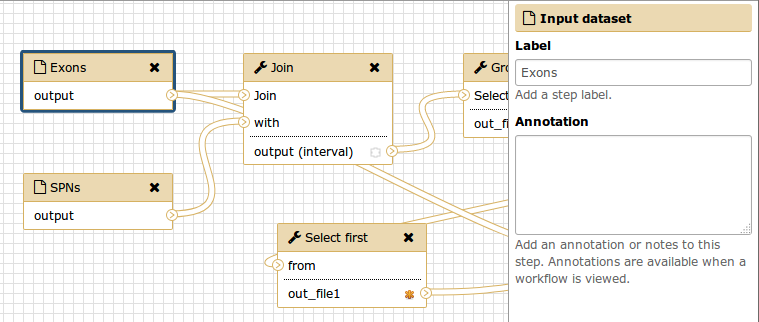 Exons
output
SPNs
output
Join
Join
with
output (interval)
Gro
Select
out_fi
Select first
from
out_file1
Input dataset
Label
Exons
Add a step label.
Annotation
Add an annotation or notes to this
step. Annotations are available when a
workflow is viewed.